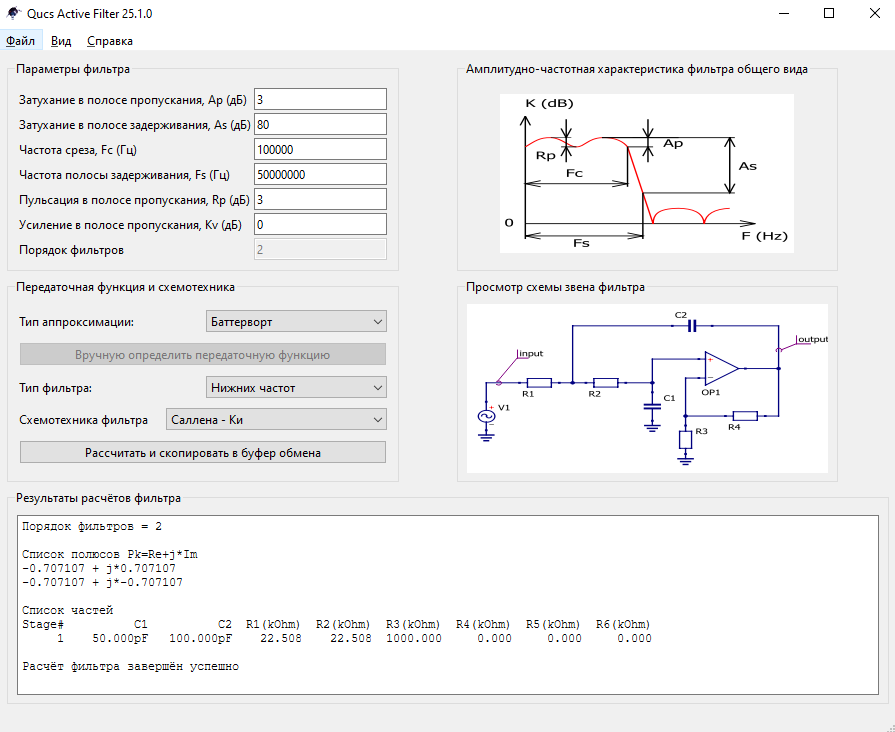 Qucs Active Filter 25.1.0
Файл Вид Справка
Параметры фильтра
Затухание в полосе пропускания, Ap (дБ) 3
Затухание в полосе задерживания, As (дБ) 80
Частота среза, Fc (Гц) 100000
Частота полосы задерживания, Fs (Гц) 50000000
Пульсация в полосе пропускания, Rp (дБ) 3
Усиление в полосе пропускания, Kv (дБ) 0
Порядок фильтров 2
Амплитудно-частотная характеристика фильтра общего вида
K (dB)
Ap
Rp
As
Fc
0
F (Hz)
Fs
Передаточная функция и схемотехника
Тип аппроксимации: Баттерворт
Вручную определить передаточную функцию
Тип фильтра: Нижних частот
Схемотехника фильтра Саллена - Ки
Рассчитать и скопировать в буфер обмена
Просмотр схемы звена фильтра
C2
output
input
R1 R2 OP1
C1
V1
R3 R4
Результаты расчётов фильтра
Порядок фильтров = 2
Список полюсов Pk=Re+j*Im
-0.707107 + j*0.707107
-0.707107 + j*-0.707107
Список частей
Stage# C1 C2 R1(kOhm) R2(kOhm) R3(kOhm) R4(kOhm) R5(kOhm) R6(kOhm)
1 50.000pF 100.000pF 22.508 22.508 1000.000 0.000 0.000 0.000
Расчёт фильтра завершён успешно